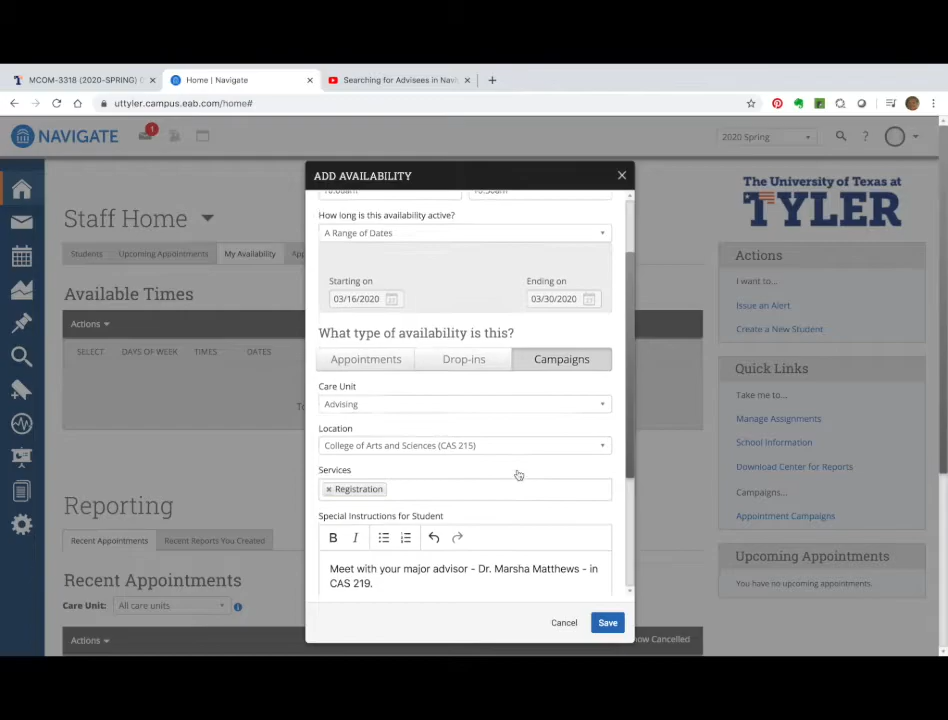 MCOM-3318 (2020-SPRING)
Home | Navigate
Searching for Advisees in Nav
uttyler.campus.eab.com/home#
NAVIGATE
1
2020 Spring
?
ADD AVAILABILITY
How long is this availability active?
A Range of Dates
Starting on
Ending on
03/16/2020
03/30/2020
What type of availability is this?
Appointments
Drop-ins
Campaigns
Care Unit
Advising
Location
College of Arts and Sciences (CAS 215)
Services
× Registration
Special Instructions for Student
B I
Meet with your major advisor - Dr. Marsha Matthews - in
CAS 219.
Cancel
Save
Staff Home
Students
Upcoming Appointments
My Availability
Available Times
Actions
SELECT
DAYS OF WEEK
TIMES
DATES
Reporting
Recent Appointments
Recent Reports You Created
Recent Appointments
Care Unit:
All care units
Actions
The University of Texas at
TYLER
Actions
I want to...
Issue an Alert
Create a New Student
Quick Links
Take me to...
Manage Assignments
School Information
Download Center for Reports
Campaigns...
Appointment Campaigns
Upcoming Appointments
You have no upcoming appointments.
Cancelled